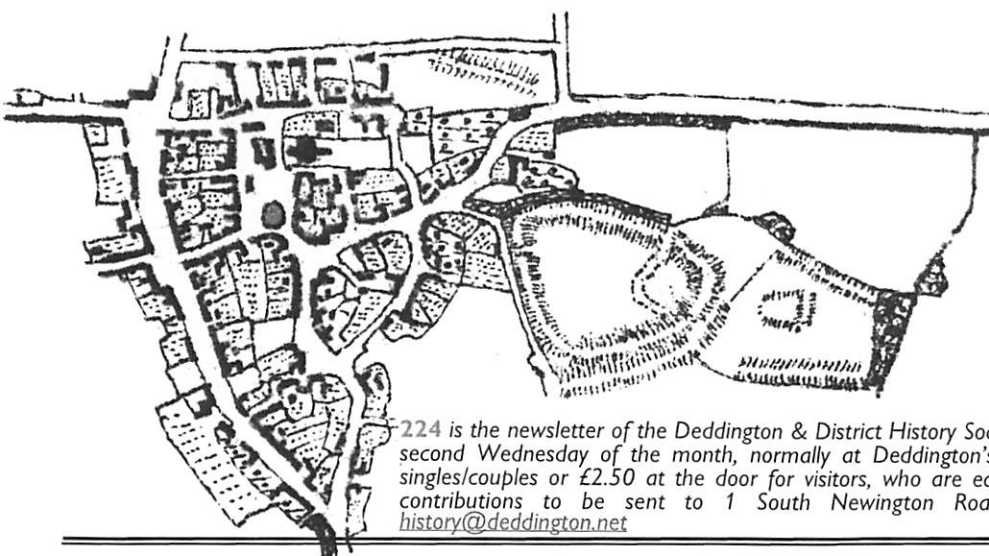 224 is the newsletter of the Deddington & District History
second Wednesday of the month, normally at Deddington's
singles/couples or £2.50 at the door for visitors, who are
contributions to be sent to 1 South Newington
history@deddington.net